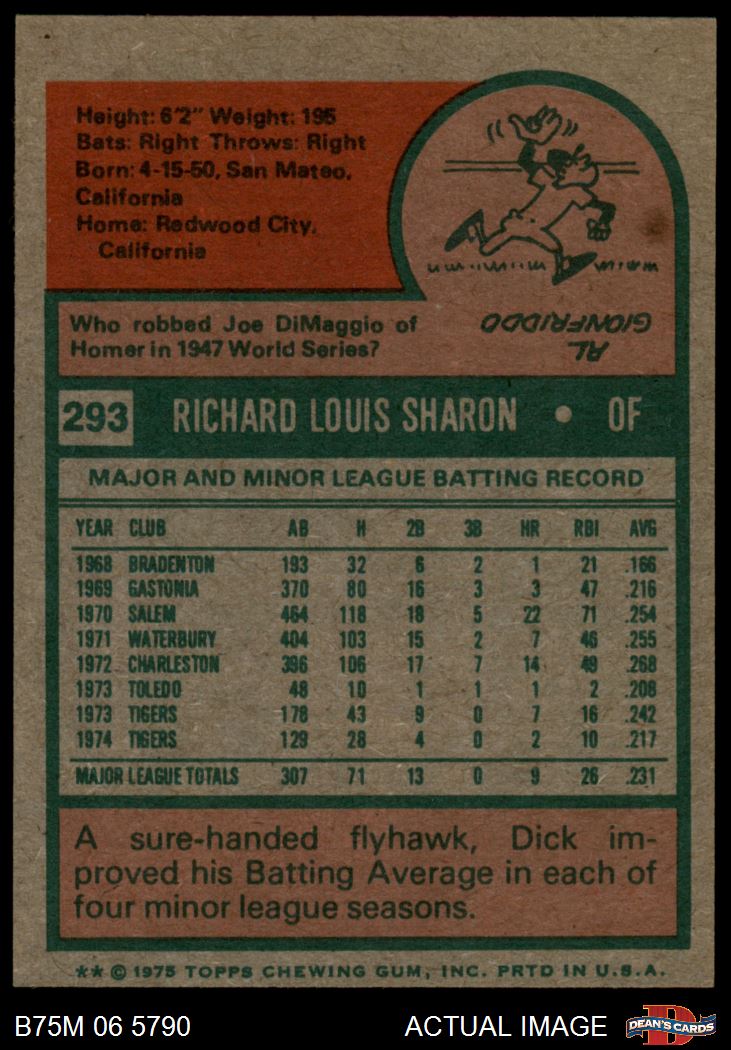 Height: 6'2" Weight: 195
Bats: Right Throws: Right
Born: 4-15-50, San Mateo,
California
Home: Redwood City,
California
Who robbed Joe DiMaggio of
Homer in 1947 World Series?
AL
GIONFRIDDO
293 RICHARD LOUIS SHARON • OF
MAJOR AND MINOR LEAGUE BATTING RECORD
YEAR CLUB AB H 2B 3B HR RBI AVG
1968 BRADENTON 193 32 6 2 1 21 .166
1969 GASTONIA 370 80 16 3 3 47 .216
1970 SALEM 464 118 18 5 22 71 .254
1971 WATERBURY 404 103 15 2 7 46 .255
1972 CHARLESTON 396 106 17 7 14 49 .268
1973 TOLEDO 48 10 1 1 1 2 .208
1973 TIGERS 178 43 9 0 7 16 .242
1974 TIGERS 129 28 4 0 2 10 .217
MAJOR LEAGUE TOTALS 307 71 13 0 9 26 .231
A sure-handed flyhawk, Dick im-
proved his Batting Average in each of
four minor league seasons.
** © 1975 TOPPS CHEWING GUM, INC. PRTD IN U.S.A.
B75M 06 5790 ACTUAL IMAGE DEAN'S CARDS